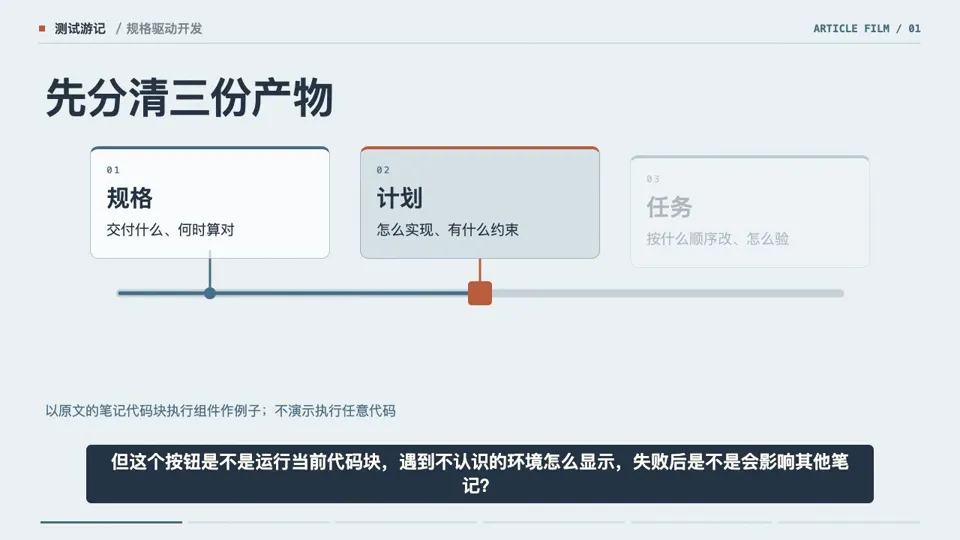 测试游记 / 规格驱动开发
ARTICLE FILM / 01
先分清三份产物
01
规格
交付什么、何时算对
02
计划
怎么实现、有什么约束
03
任务
按什么顺序改、怎么验
以原文的笔记代码块执行组件作例子；不演示执行任意代码
但这个按钮是不是运行当前代码块，遇到不认识的环境怎么显示，失败后是不是会影响其他笔
记？